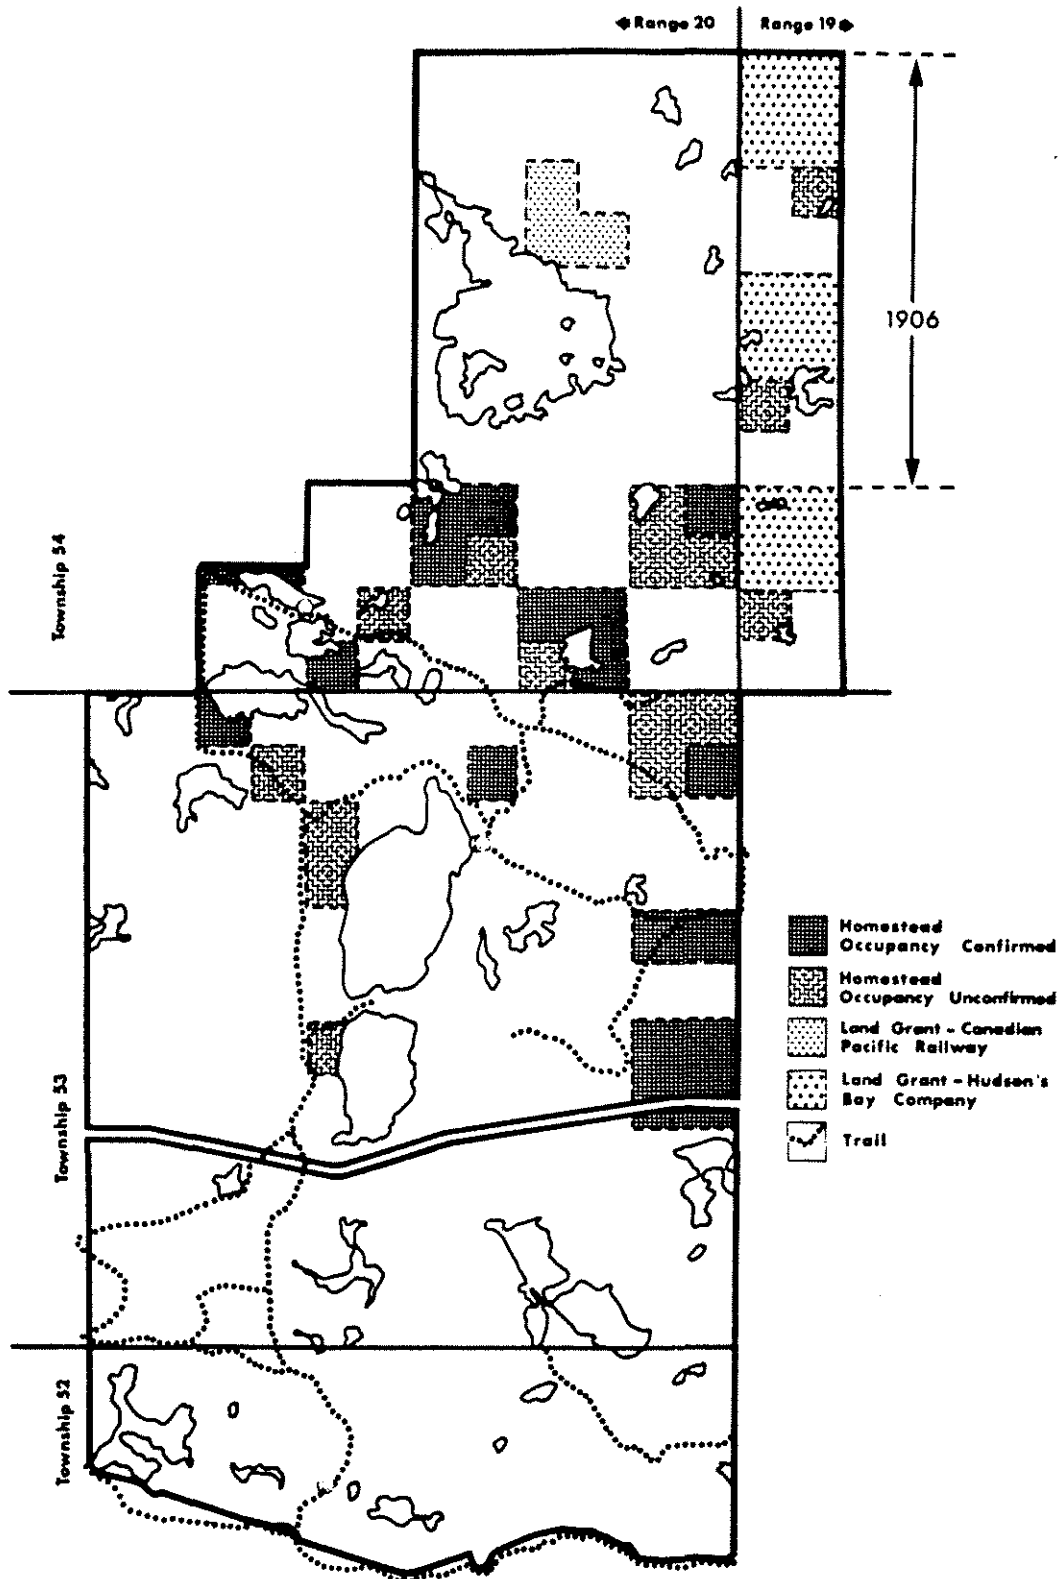 Range 20
Range 19
1906
Township 54
Homestead
Occupancy Confirmed
Homestead
Occupancy Unconfirmed
Land Grant - Canadian
Pacific Railway
Land Grant - Hudson's
Bay Company
Trail
Township 53
Township 52